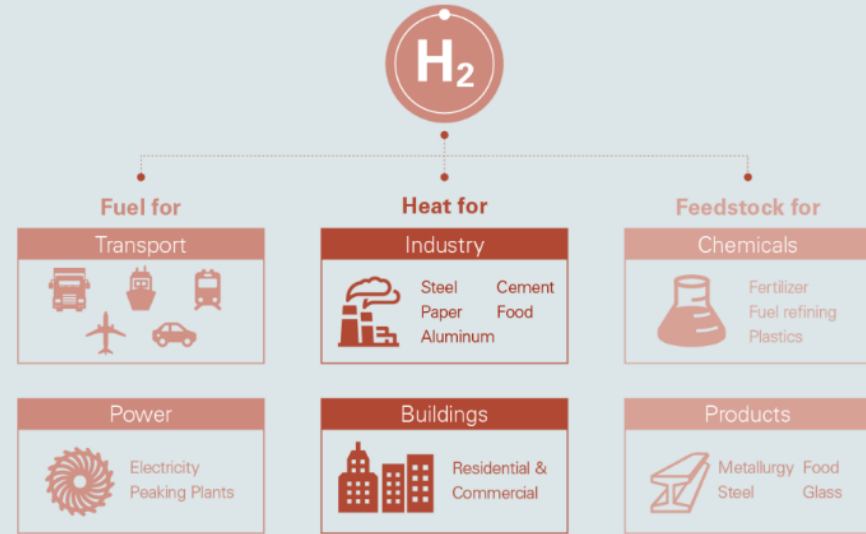 H₂
Fuel for
Transport
Power
Electricity
Peaking Plants
Heat for
Industry
Steel Cement
Paper Food
Aluminum
Buildings
Residential &
Commercial
Feedstock for
Chemicals
Fertilizer
Fuel refining
Plastics
Products
Metallurgy Food
Steel Glass